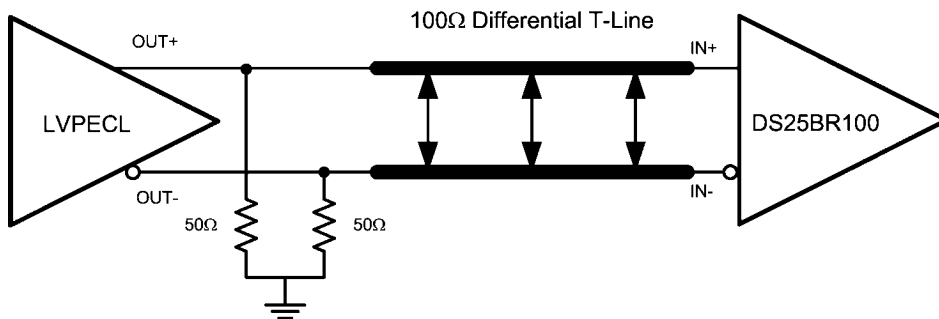 100Ω Differential T-Line
OUT+
IN+
LVPECL
DS25BR100
OUT-
IN-
50Ω
50Ω